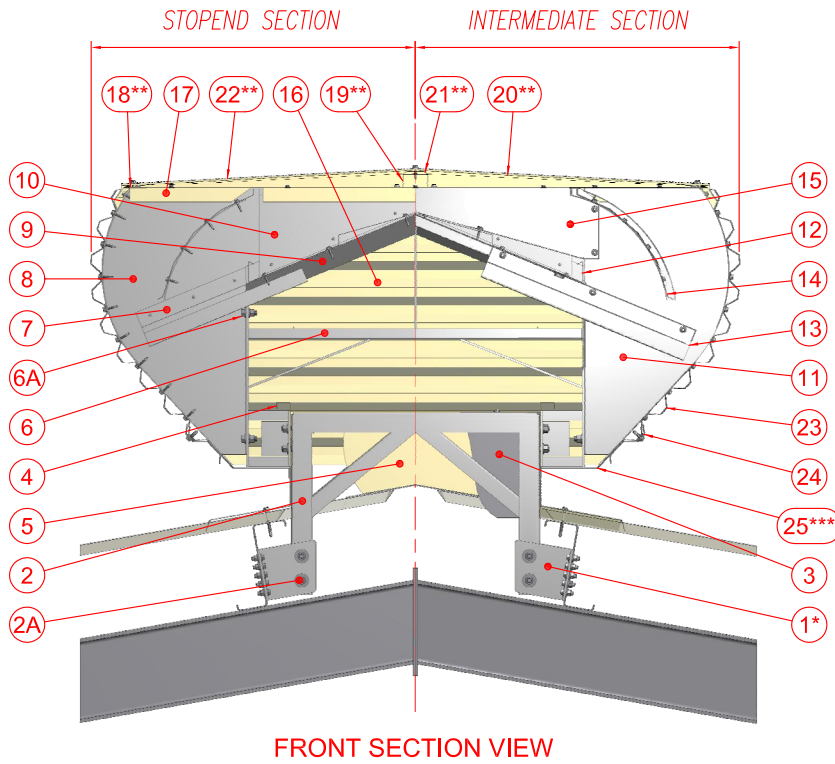 STOPEND SECTION INTERMEDIATE SECTION
18** 17 22** 16 19** 21** 20**
10 15
9 12
8 14
7 13
6A 11
6 23
4 24
5 25***
2 3
2A 1*
FRONT SECTION VIEW